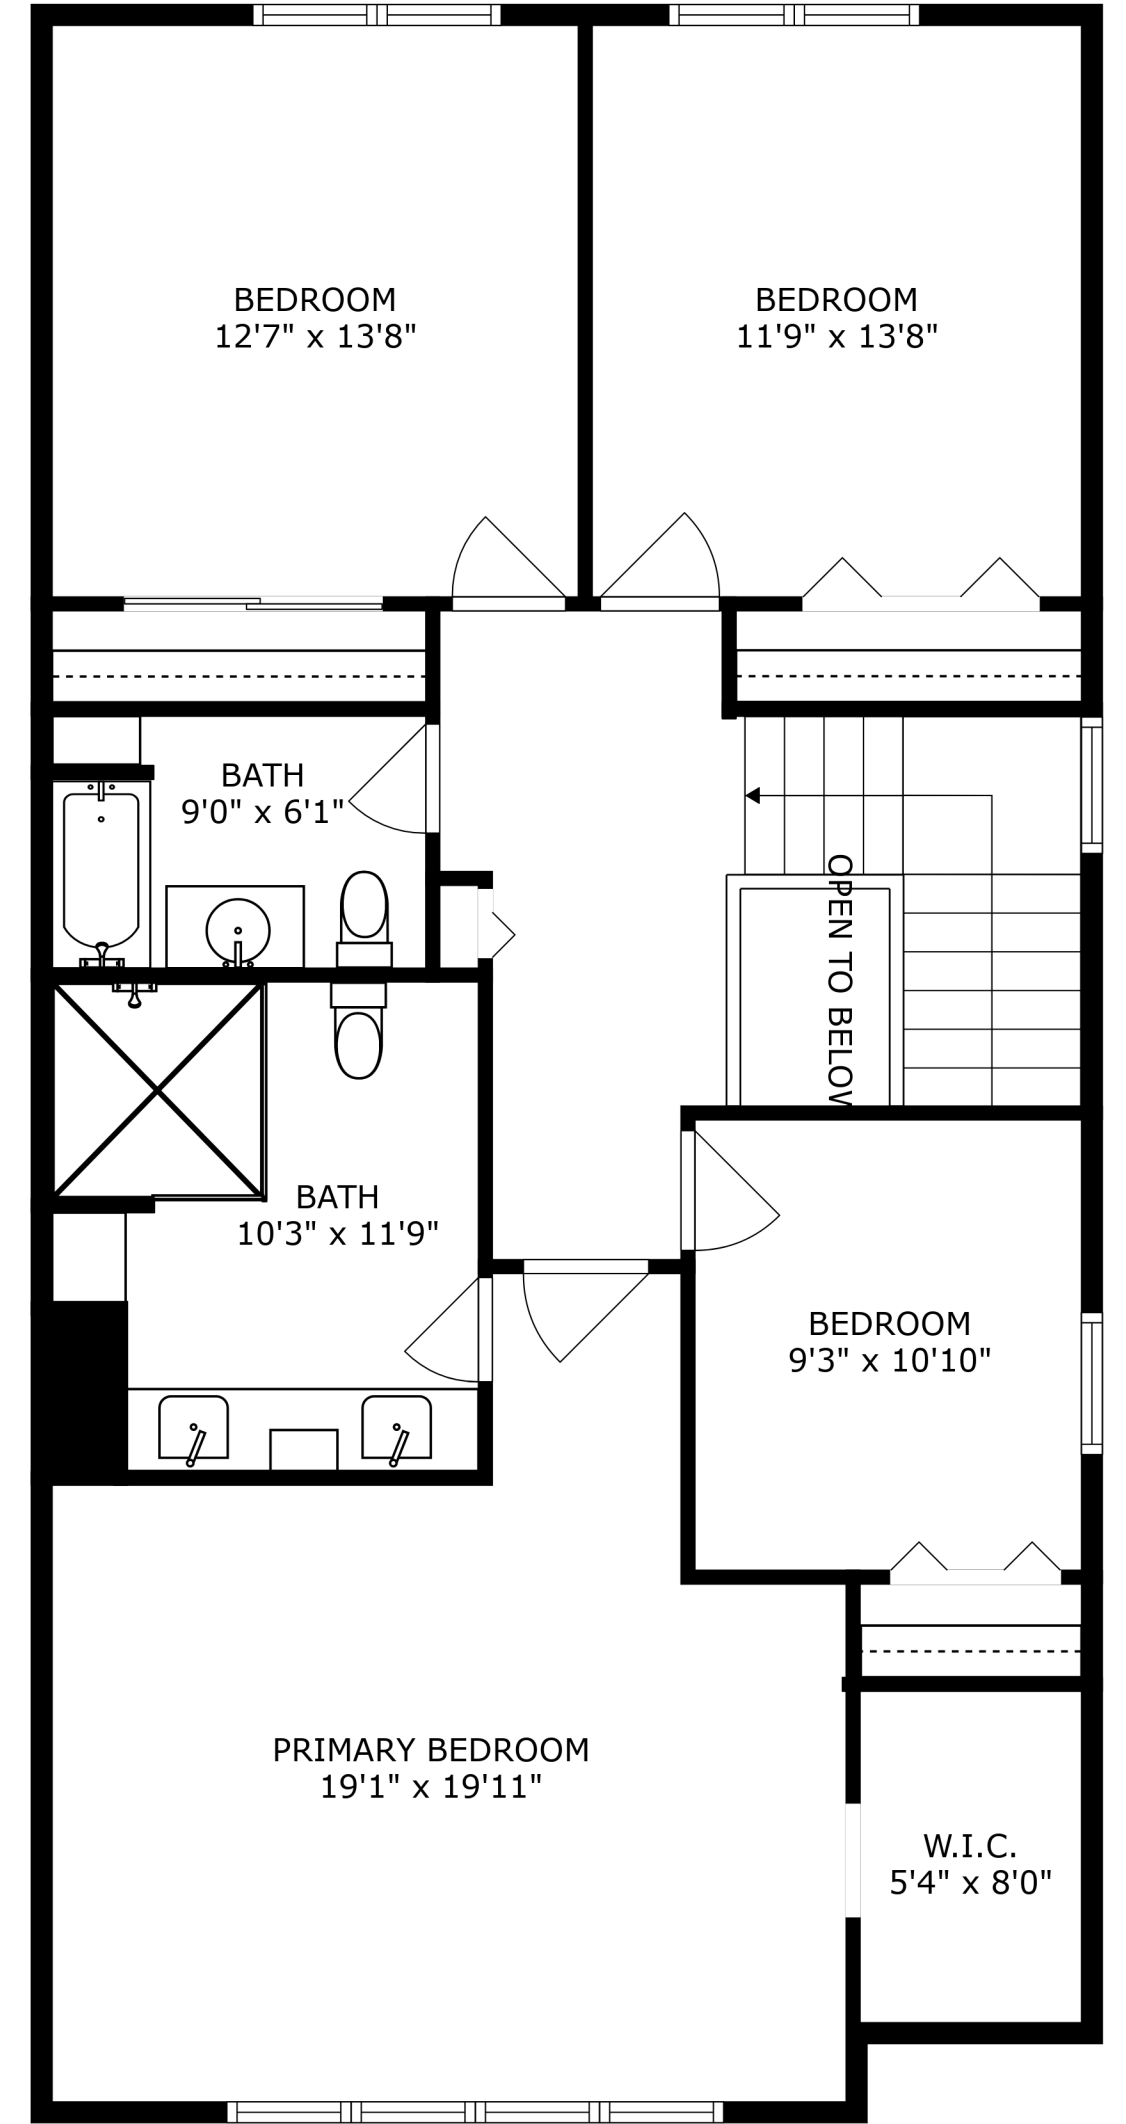 BEDROOM
12'7" x 13'8"
BEDROOM
11'9" x 13'8"
BATH
9'0" x 6'1"
OPEN TO BELOW
BATH
10'3" x 11'9"
BEDROOM
9'3" x 10'10"
PRIMARY BEDROOM
19'1" x 19'11"
W.I.C.
5'4" x 8'0"